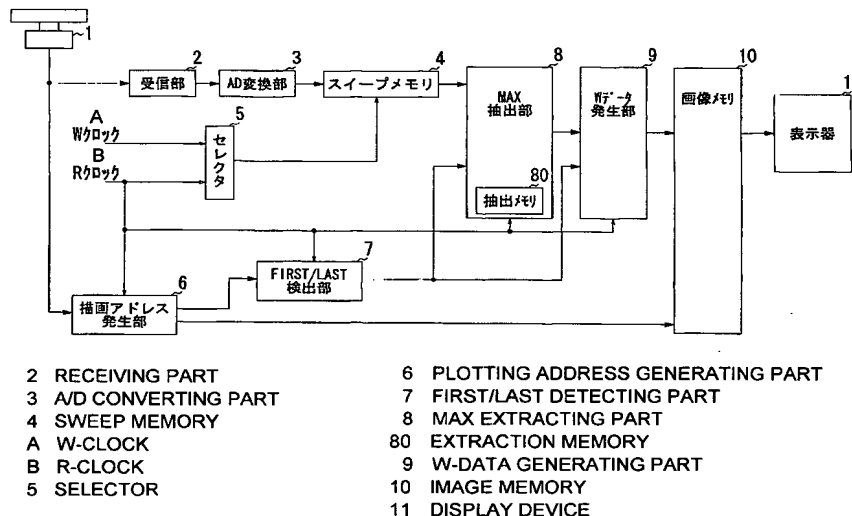 1
2
受信部
3
AD変換部
4
スイープメモリ
8
MAX
抽出部
80
抽出メモリ
9
Wデータ
発生部
10
画像メモリ
1
表示器
A
Wクロック
B
Rクロック
5
セレクタ
7
FIRST/LAST
検出部
6
描画アドレス
発生部
2 RECEIVING PART
3 A/D CONVERTING PART
4 SWEEP MEMORY
A W-CLOCK
B R-CLOCK
5 SELECTOR
6 PLOTTING ADDRESS GENERATING PART
7 FIRST/LAST DETECTING PART
8 MAX EXTRACTING PART
80 EXTRACTION MEMORY
9 W-DATA GENERATING PART
10 IMAGE MEMORY
11 DISPLAY DEVICE